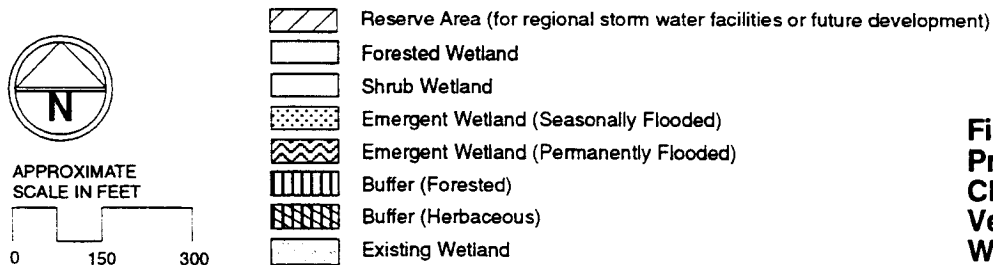 Reserve Area (for regional storm water facilities or future development)
Forested Wetland
Shrub Wetland
Emergent Wetland (Seasonally Flooded)
Emergent Wetland (Permanently Flooded)
Buffer (Forested)
Buffer (Herbaceous)
Existing Wetland
N
APPROXIMATE
SCALE IN FEET
0 150 300